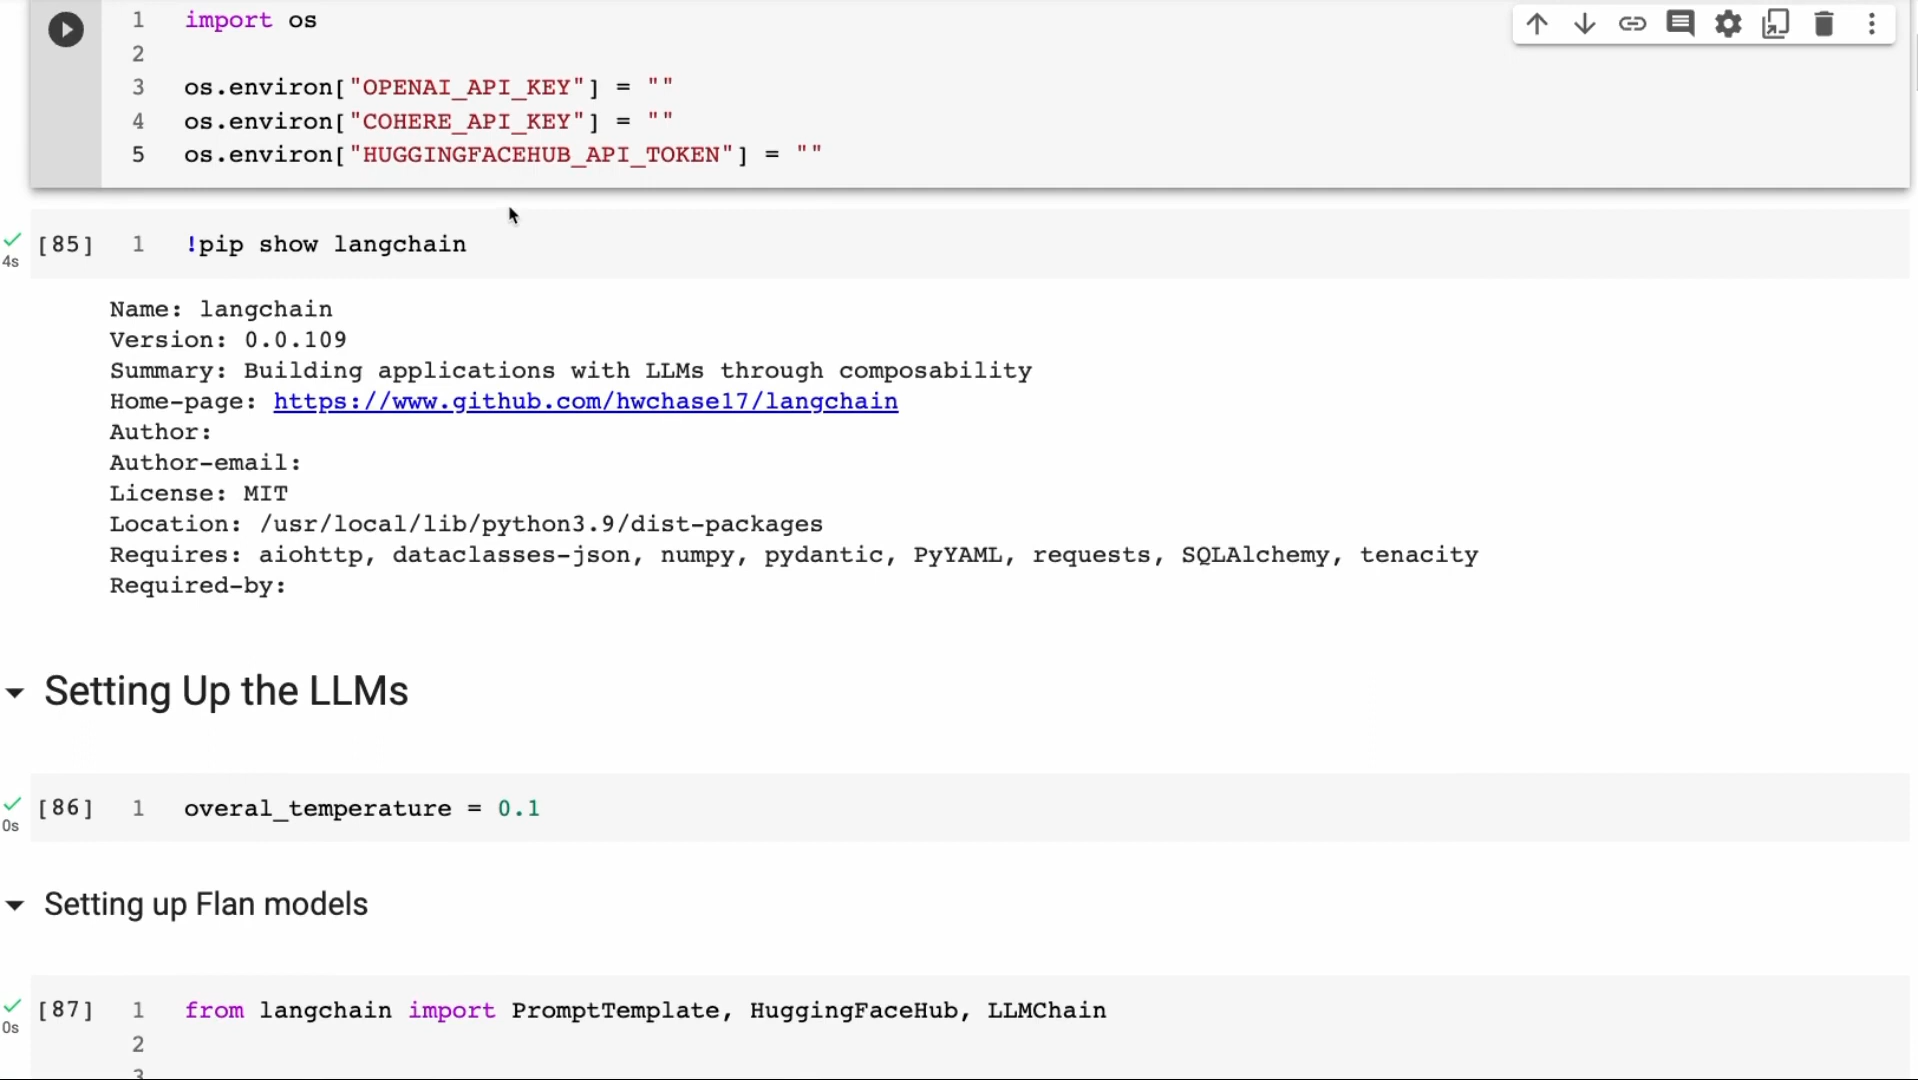 1 import os
2
3 os.environ["OPENAI_API_KEY"] = ""
4 os.environ["COHERE_API_KEY"] = ""
5 os.environ["HUGGINGFACEHUB_API_TOKEN"] = ""
[85] 1 !pip show langchain
4s
Name: langchain
Version: 0.0.109
Summary: Building applications with LLMs through composability
Home-page: https://www.github.com/hwchase17/langchain
Author:
Author-email:
License: MIT
Location: /usr/local/lib/python3.9/dist-packages
Requires: aiohttp, dataclasses-json, numpy, pydantic, PyYAML, requests, SQLAlchemy, tenacity
Required-by:
Setting Up the LLMs
[86] 1 overal_temperature = 0.1
0s
Setting up Flan models
[87] 1 from langchain import PromptTemplate, HuggingFaceHub, LLMChain
0s
2
3